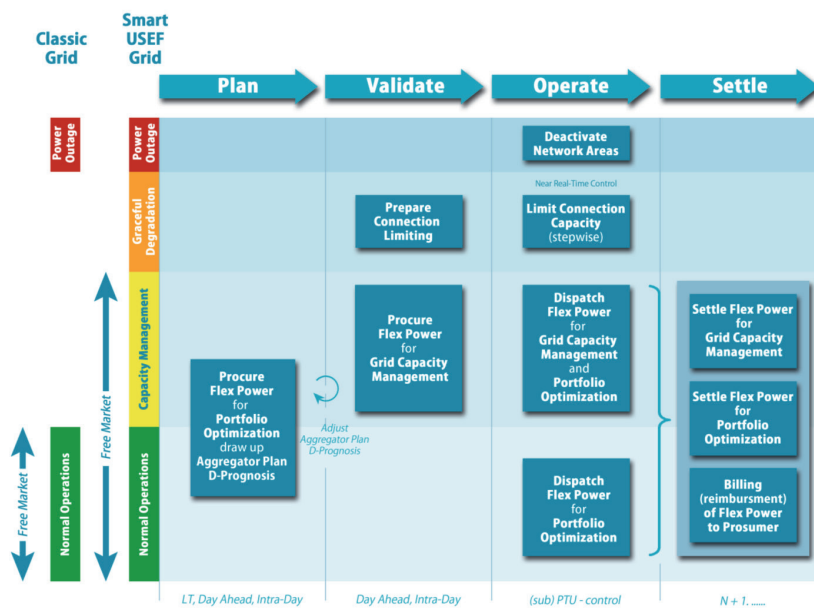 Classic
Grid
Smart
USEF
Grid
Plan
Validate
Operate
Settle
Power
Outage
Power
Outage
Deactivate
Network Areas
Graceful
Degradation
Prepare
Connection
Limiting
Near Real-Time Control
Limit Connection
Capacity
(stepwise)
Free Market
Capacity Management
Procure
Flex Power
for
Portfolio
Optimization
draw up
Aggregator Plan
D-Prognosis
Adjust
Aggregator Plan
D-Prognosis
Procure
Flex Power
for
Grid Capacity
Management
Dispatch
Flex Power
for
Grid Capacity
Management
and
Portfolio
Optimization
Settle Flex Power
for
Grid Capacity
Management
Settle Flex Power
for
Portfolio
Optimization
Free Market
Normal Operations
Normal Operations
Dispatch
Flex Power
for
Portfolio
Optimization
Billing
(reimbursment)
of Flex Power
to Prosumer
LT, Day Ahead, Intra-Day
Day Ahead, Intra-Day
(sub) PTU - control
N + 1. ......